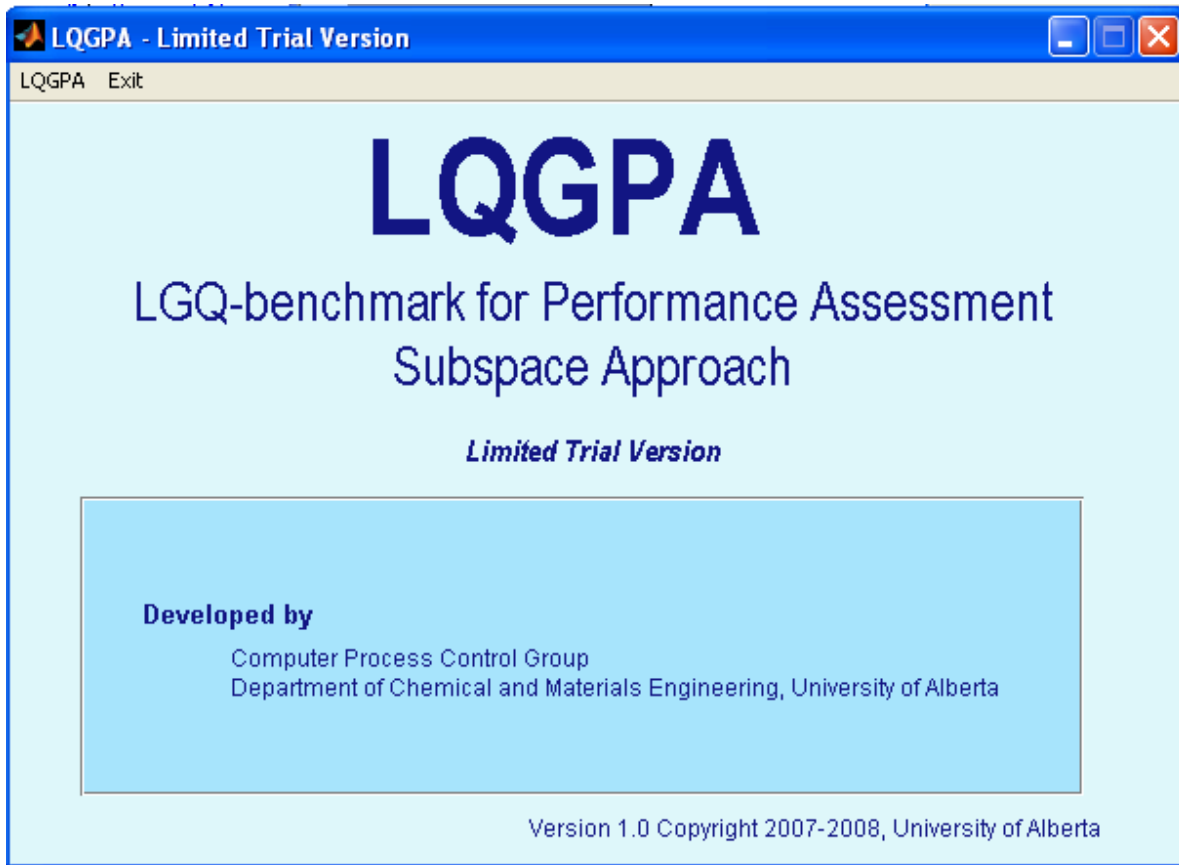 LQGPA - Limited Trial Version
LQGPA Exit
LQGPA
LGQ-benchmark for Performance Assessment
Subspace Approach
Limited Trial Version
Developed by
Computer Process Control Group
Department of Chemical and Materials Engineering, University of Alberta
Version 1.0 Copyright 2007-2008, University of Alberta